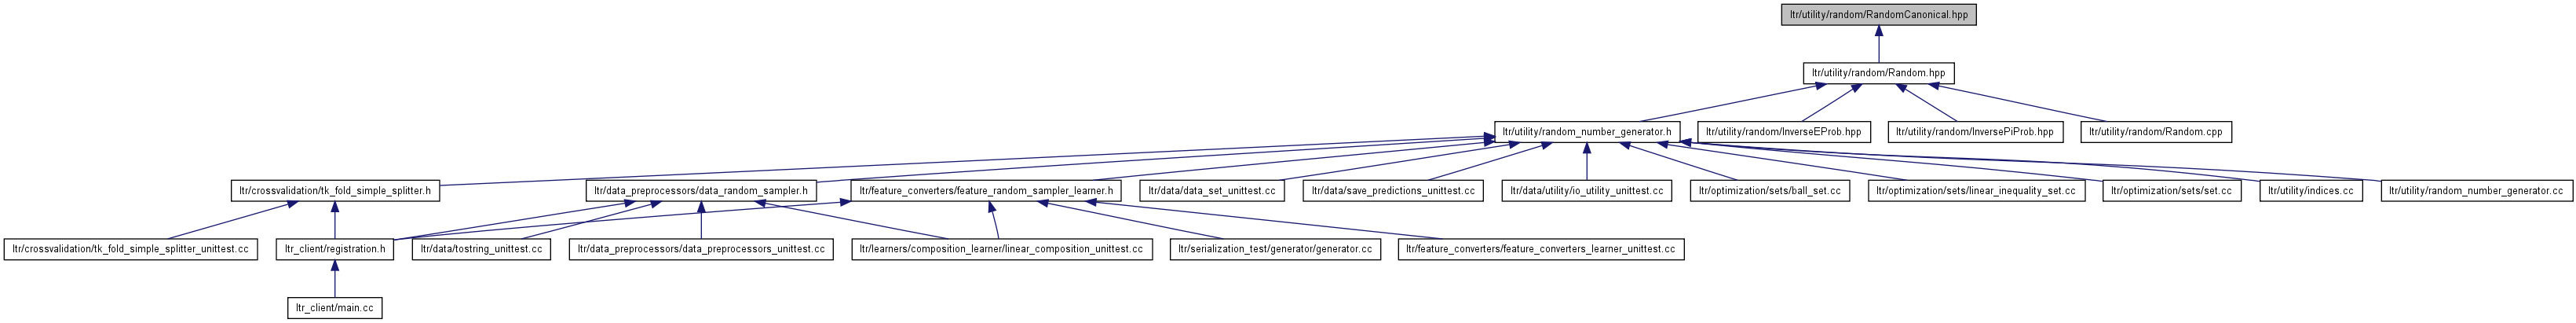 ltr/utility/random/RandomCanonical.hpp
ltr/utility/random/Random.hpp
ltr/utility/random_number_generator.h
ltr/utility/random/InverseEProb.hpp
ltr/utility/random/InversePiProb.hpp
ltr/utility/random/Random.cpp
ltr/crossvalidation/tk_fold_simple_splitter.h
ltr/data_preprocessors/data_random_sampler.h
ltr/feature_converters/feature_random_sampler_learner.h
ltr/data/data_set_unittest.cc
ltr/data/save_predictions_unittest.cc
ltr/data/utility/io_utility_unittest.cc
ltr/optimization/sets/ball_set.cc
ltr/optimization/sets/linear_inequality_set.cc
ltr/optimization/sets/set.cc
ltr/utility/indices.cc
ltr/utility/random_number_generator.cc
ltr/crossvalidation/tk_fold_simple_splitter_unittest.cc
ltr_client/registration.h
ltr/data/tostring_unittest.cc
ltr/data_preprocessors/data_preprocessors_unittest.cc
ltr/learners/composition_learner/linear_composition_unittest.cc
ltr/serialization_test/generator/generator.cc
ltr/feature_converters/feature_converters_learner_unittest.cc
ltr_client/main.cc